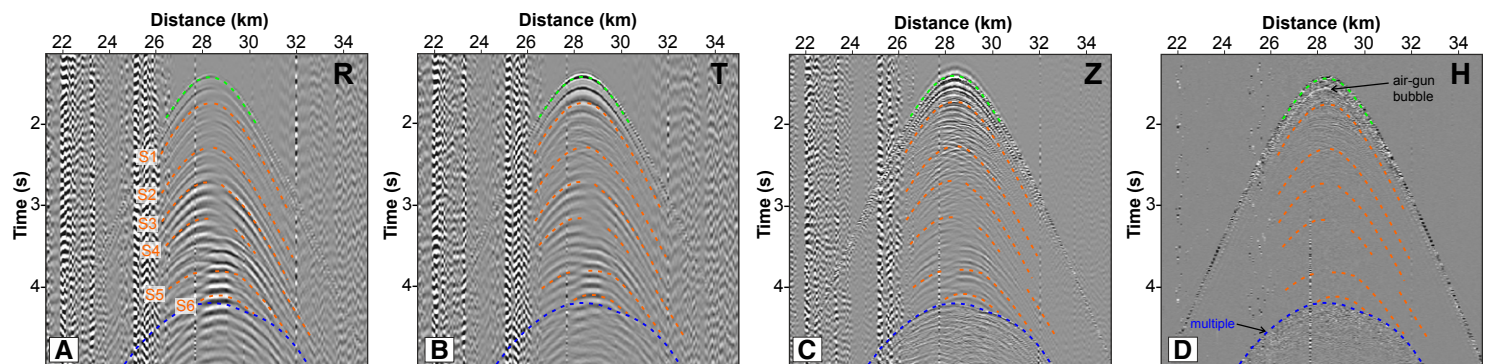 Distance (km) Distance (km) Distance (km) Distance (km)
22 24 26 28 30 32 34 22 24 26 28 30 32 34 22 24 26 28 30 32 34 22 24 26 28 30 32 34
R T Z H
air-gun
bubble
2 2 2 2
S1
Time (s) Time (s) Time (s) Time (s)
S2
3 3 3 3
S3
S4
4 4 4 4
S5
S6
multiple
A B C D